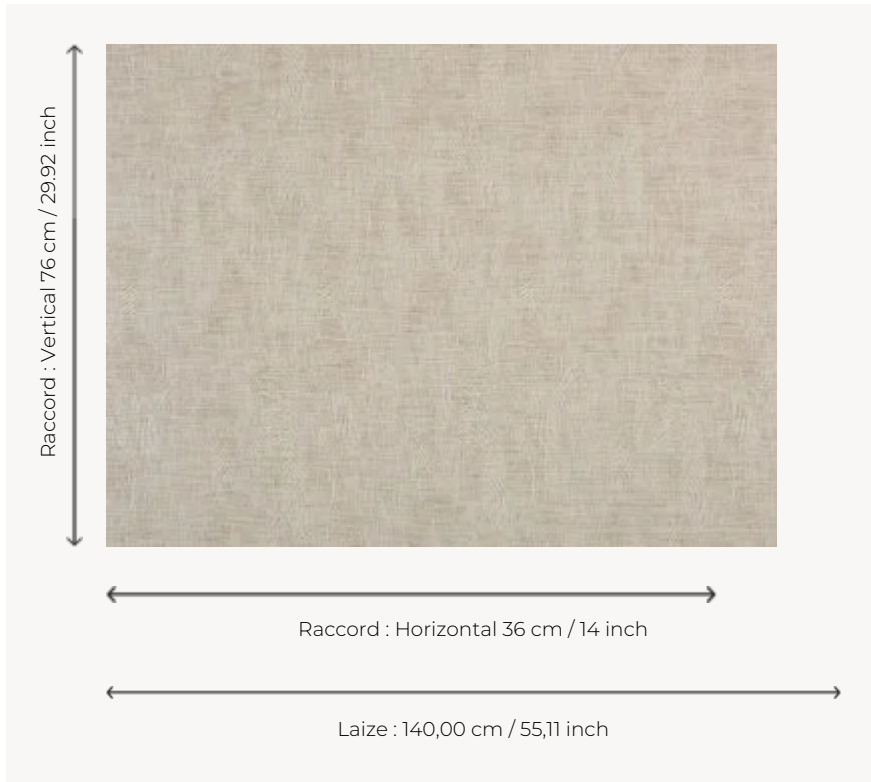 Raccord : Vertical 76 cm / 29.92 inch
Raccord : Horizontal 36 cm / 14 inch
Laize : 140,00 cm / 55,11 inch